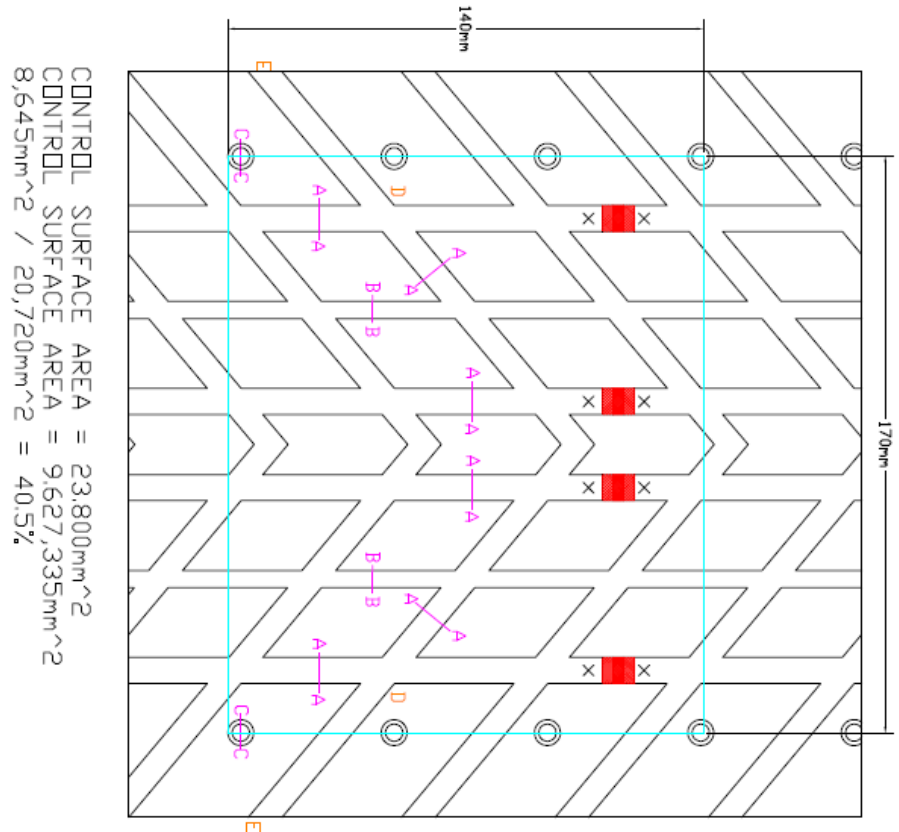 170mm
X X X X
X X X X
140mm
A A A A A A
A A
D D
B B B B
A A A A
E E
C C C C
CONTROL SURFACE AREA = 23.800mm^2
CONTROL SURFACE AREA = 9.627,335mm^2
8,645mm^2 / 20,720mm^2 = 40.5%